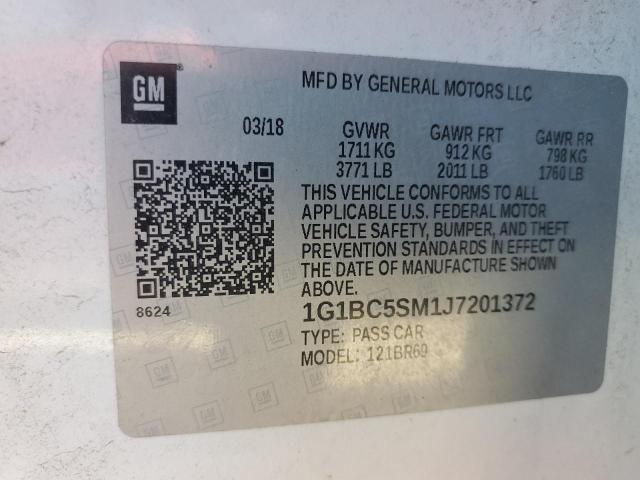 GM
MFD BY GENERAL MOTORS LLC
03/18
GVWR GAWR FRT GAWR RR
1711 KG 912 KG 798 KG
3771 LB 2011 LB 1760 LB
THIS VEHICLE CONFORMS TO ALL
APPLICABLE U.S. FEDERAL MOTOR
VEHICLE SAFETY, BUMPER, AND THEFT
PREVENTION STANDARDS IN EFFECT ON
THE DATE OF MANUFACTURE SHOWN
ABOVE.
8624
1G1BC5SM1J7201372
TYPE: PASS CAR
MODEL: 121BR69